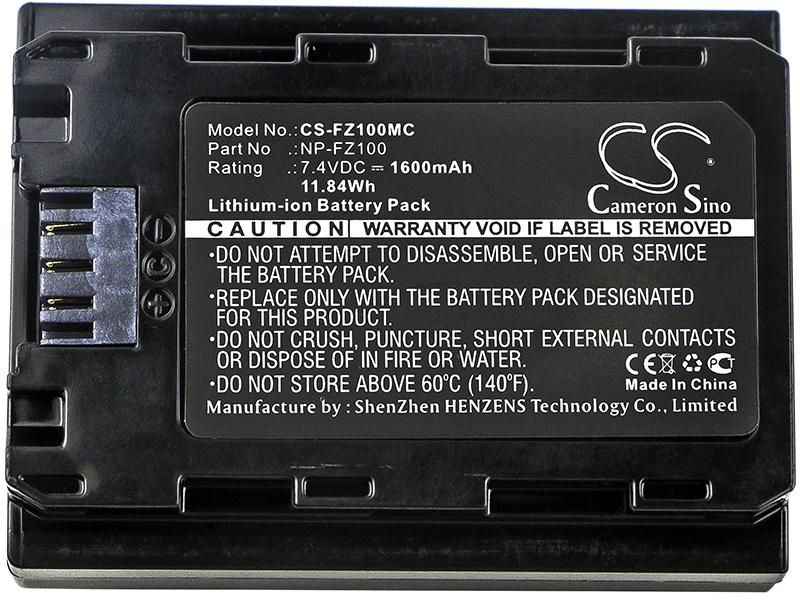 Model No.:CS-FZ100MC
Part No .:NP-FZ100
Rating .:7.4VDC ⎓ 1600mAh
11.84Wh
Lithium-ion Battery Pack
CS
Cameron Sino
CAUTION WARRANTY VOID IF LABEL IS REMOVED
•DO NOT ATTEMPT TO DISASSEMBLE, OPEN OR SERVICE
THE BATTERY PACK.
•REPLACE ONLY WITH THE BATTERY PACK DESIGNATED
FOR THIS PRODUCT.
•DO NOT CRUSH, PUNCTURE, SHORT EXTERNAL CONTACTS
OR DISPOSE OF IN FIRE OR WATER.
•DO NOT STORE ABOVE 60°C (140°F).
CE PCT
Made In China
Manufacture by : ShenZhen HENZENS Technology Co., Limited
− C +